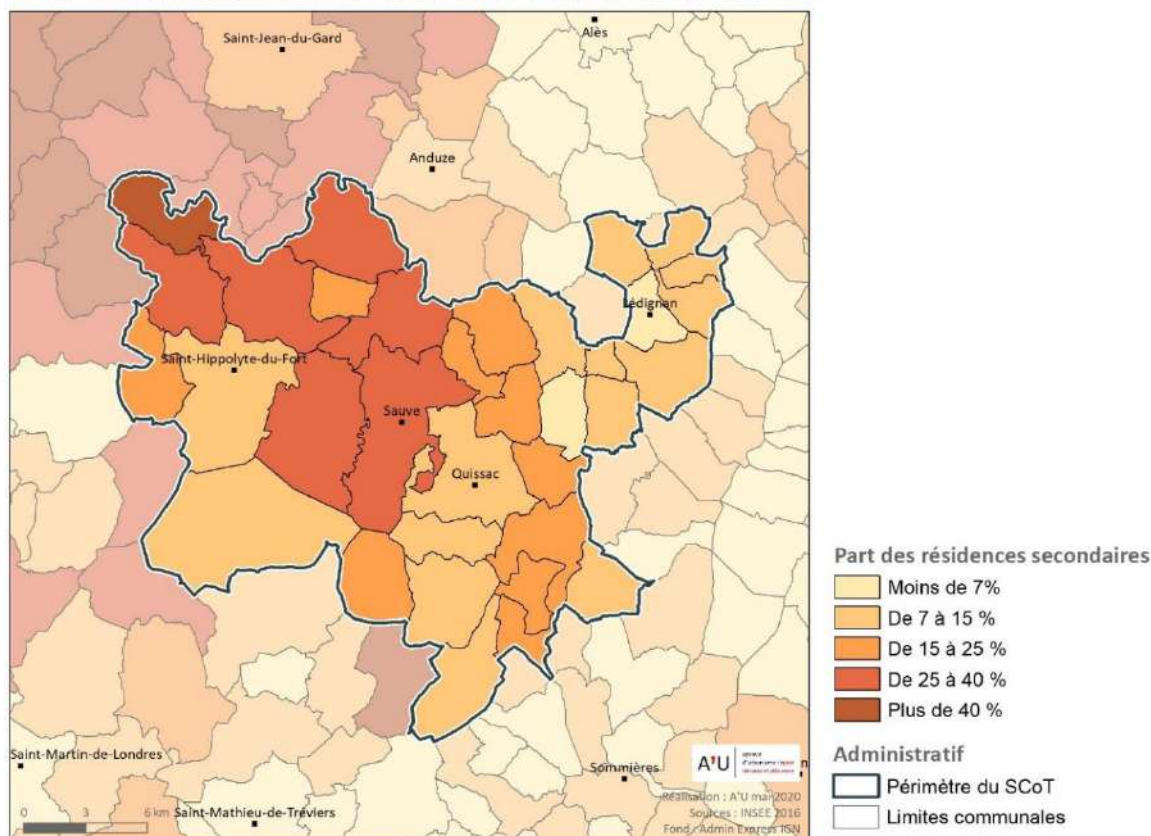 Saint-Jean-du-Gard
Alès
Anduze
Lédignan
Saint-Hippolyte-du-Fort
Sauve
Quissac
Part des résidences secondaires
Moins de 7%
De 7 à 15 %
De 15 à 25 %
De 25 à 40 %
Plus de 40 %
Administratif
Périmètre du SCoT
Limites communales
Saint-Martin-de-Londres
Sommières
Saint-Mathieu-de-Tréviers
0 3 6 km
A'U
agence
d'urbanisme
Réalisation : A'U mai 2020
Sources : INSEE 2016
Fond : Admin Express IGN